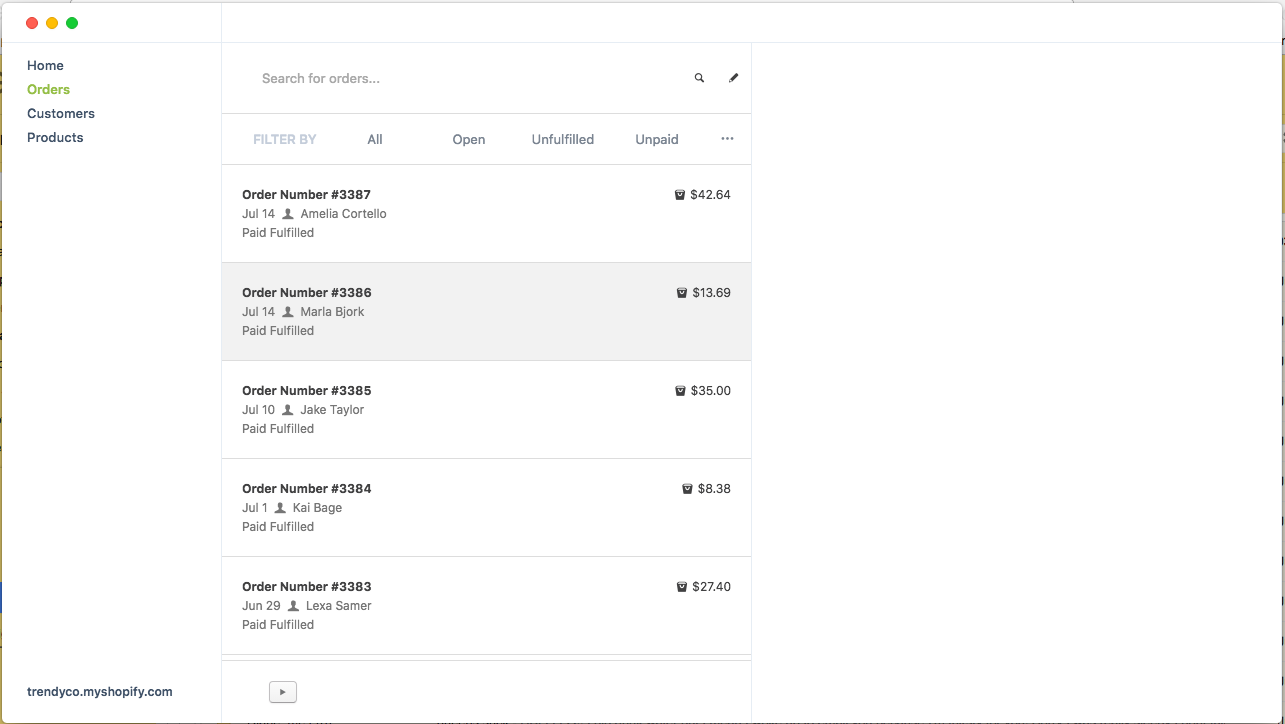 Home
Orders
Customers
Products
trendyco.myshopify.com
Search for orders...
FILTER BY All Open Unfulfilled Unpaid ...
Order Number #3387 $42.64
Jul 14 Amelia Cortello
Paid Fulfilled
Order Number #3386 $13.69
Jul 14 Marla Bjork
Paid Fulfilled
Order Number #3385 $35.00
Jul 10 Jake Taylor
Paid Fulfilled
Order Number #3384 $8.38
Jul 1 Kai Bage
Paid Fulfilled
Order Number #3383 $27.40
Jun 29 Lexa Samer
Paid Fulfilled